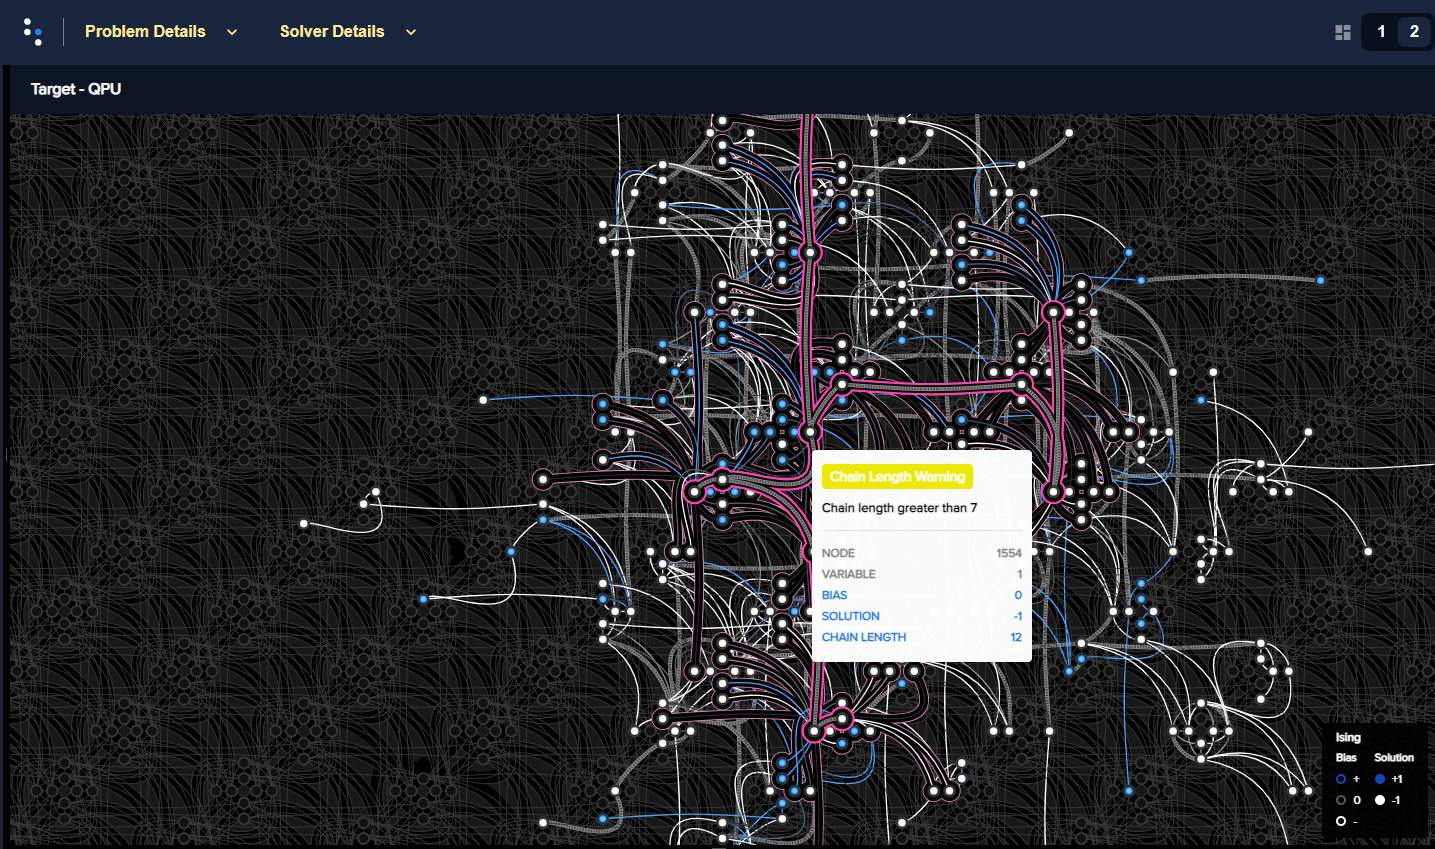 Problem Details
Solver Details
1 2
Target - QPU
Chain Length Warning
Chain length greater than 7
NODE 1554
VARIABLE 1
BIAS 0
SOLUTION -1
CHAIN LENGTH 12
Ising
Bias Solution
+ +1
0 -1
-